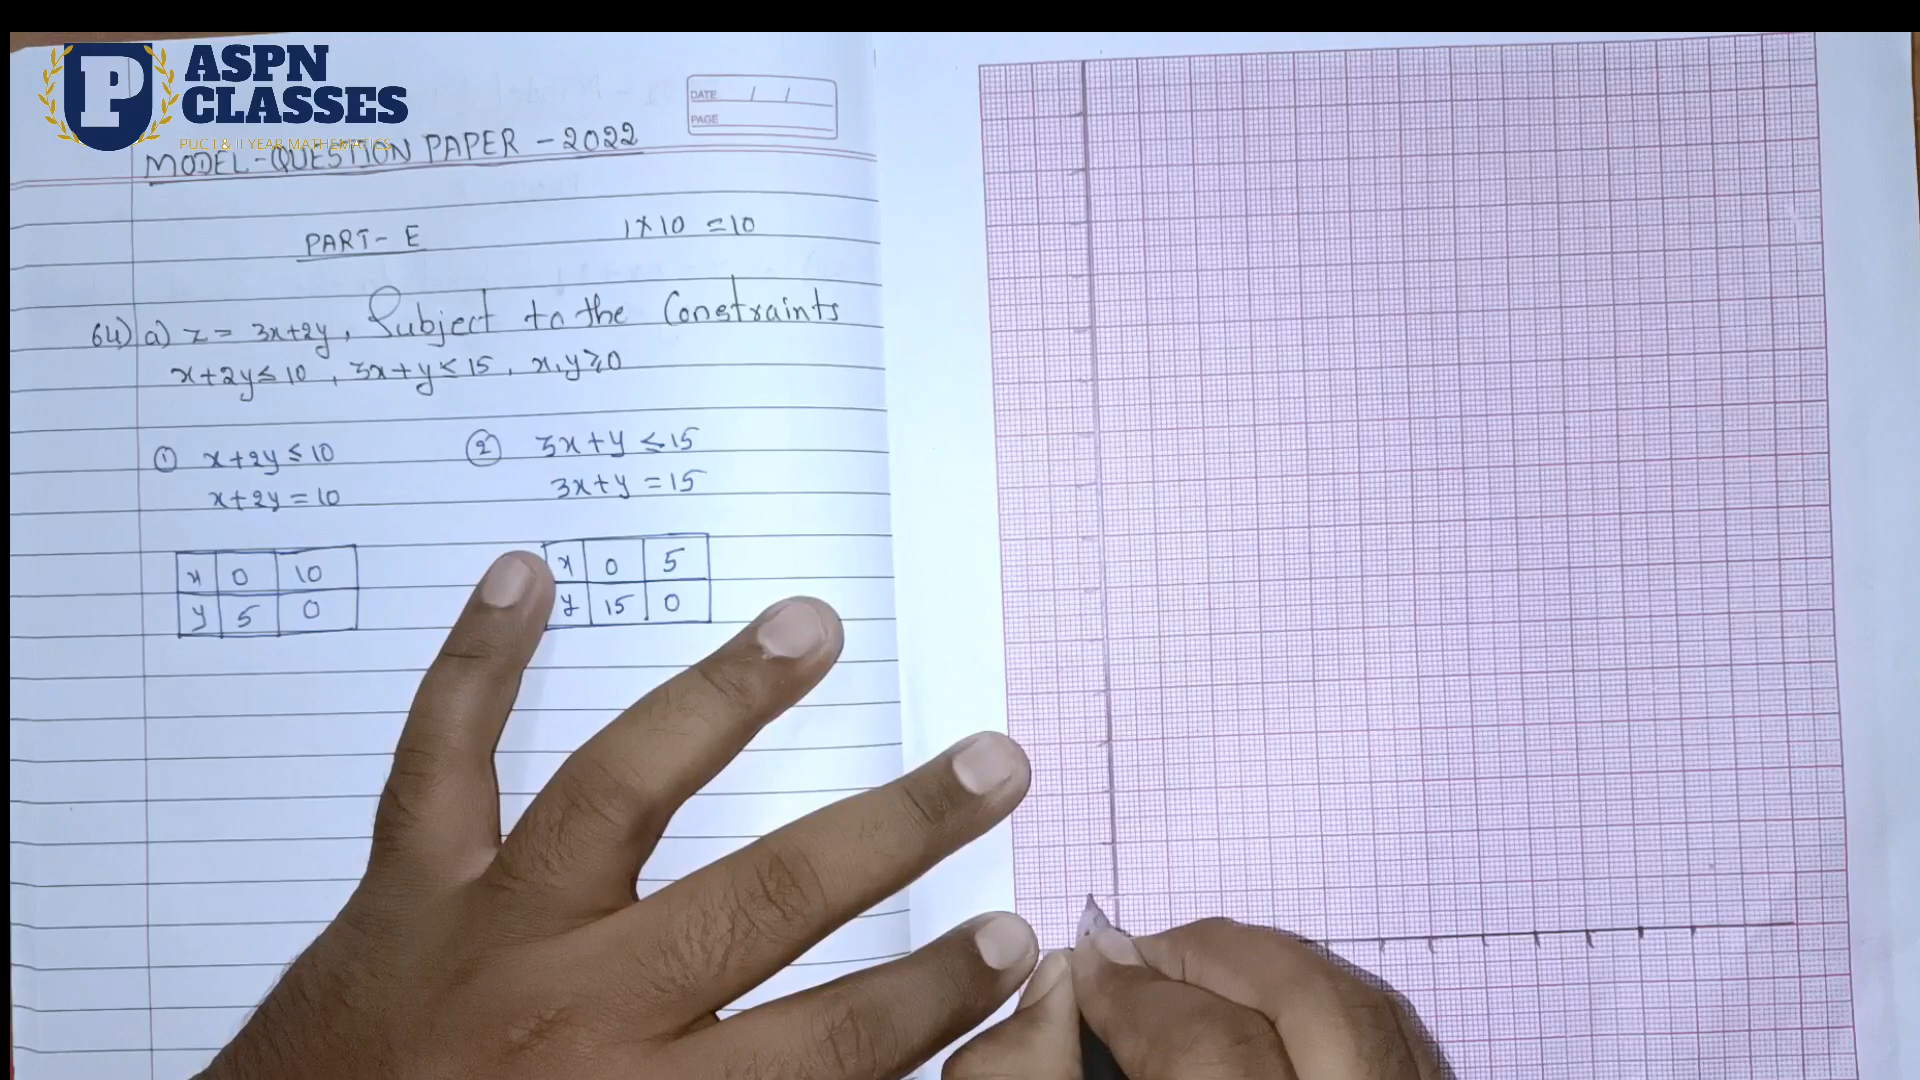 ASPN
CLASSES
PUC I & II YEAR MATHEMATICS
DATE / /
PAGE
MODEL-QUESTION PAPER - 2022
PART- E 1×10 =10
64) a) z= 3x+2y, Subject to the Constraints
x+2y≤10, 3x+y≤15, x,y≥0
① x+2y≤10 ② 3x+y≤15
x+2y=10 3x+y=15
x 0 10 x 0 5
y 5 0 y 15 0